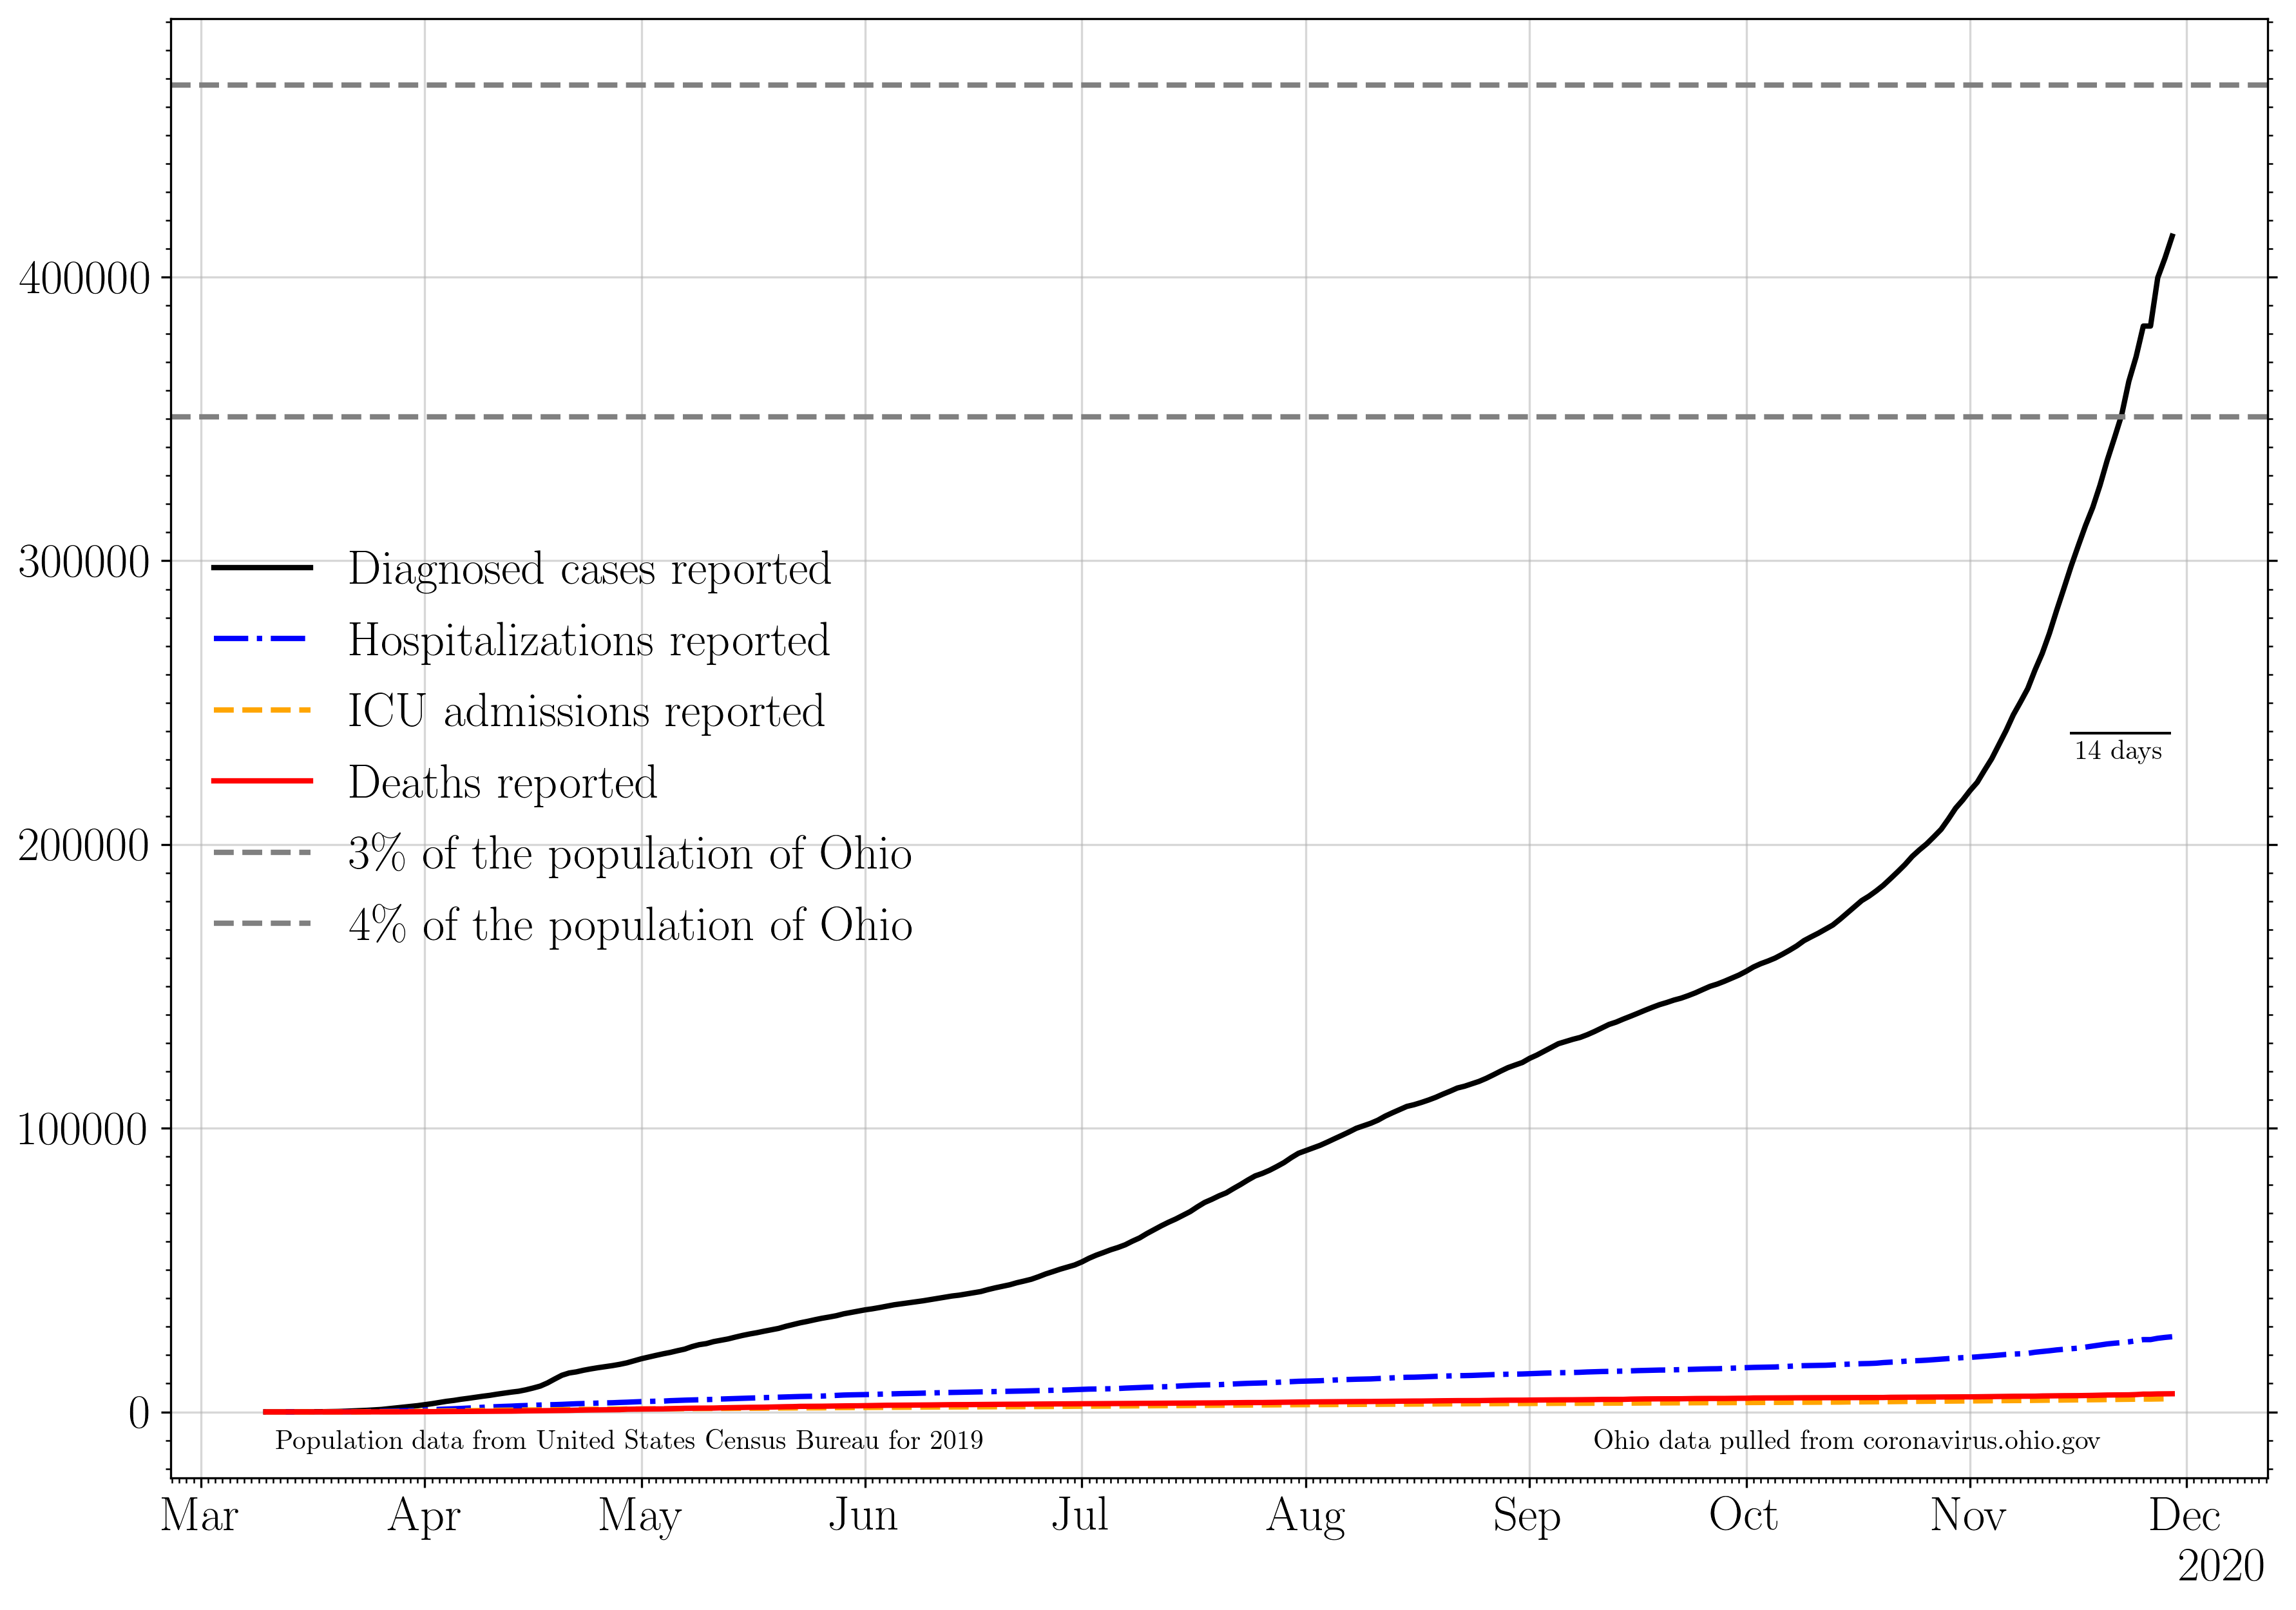 400000
300000
200000
100000
0
Diagnosed cases reported
Hospitalizations reported
ICU admissions reported
Deaths reported
3% of the population of Ohio
4% of the population of Ohio
14 days
Population data from United States Census Bureau for 2019
Ohio data pulled from coronavirus.ohio.gov
Mar Apr May Jun Jul Aug Sep Oct Nov Dec
2020